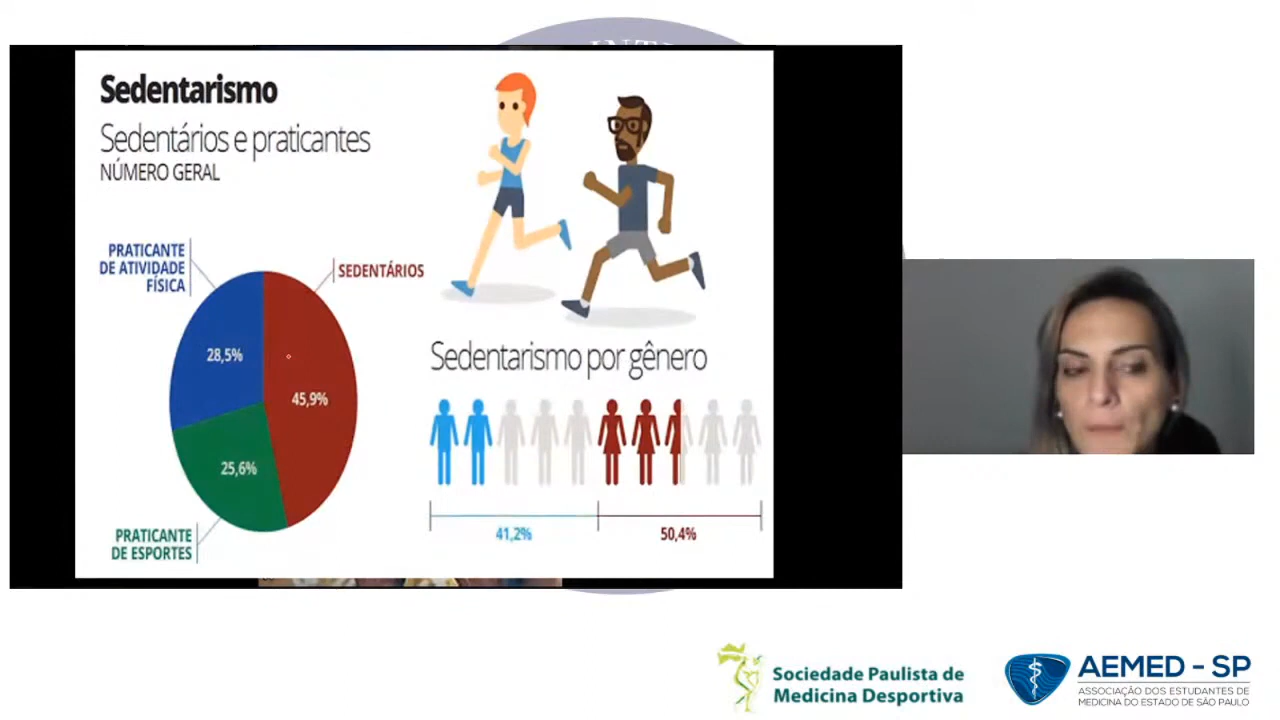 INT
Sedentarismo
Sedentários e praticantes
NÚMERO GERAL
PRATICANTE
DE ATIVIDADE
FÍSICA
SEDENTÁRIOS
28,5%
45,9%
25,6%
PRATICANTE
DE ESPORTES
Sedentarismo por gênero
41,2%
50,4%
Sociedade Paulista de
Medicina Desportiva
AEMED - SP
ASSOCIAÇÃO DOS ESTUDANTES DE
MEDICINA DO ESTADO DE SÃO PAULO